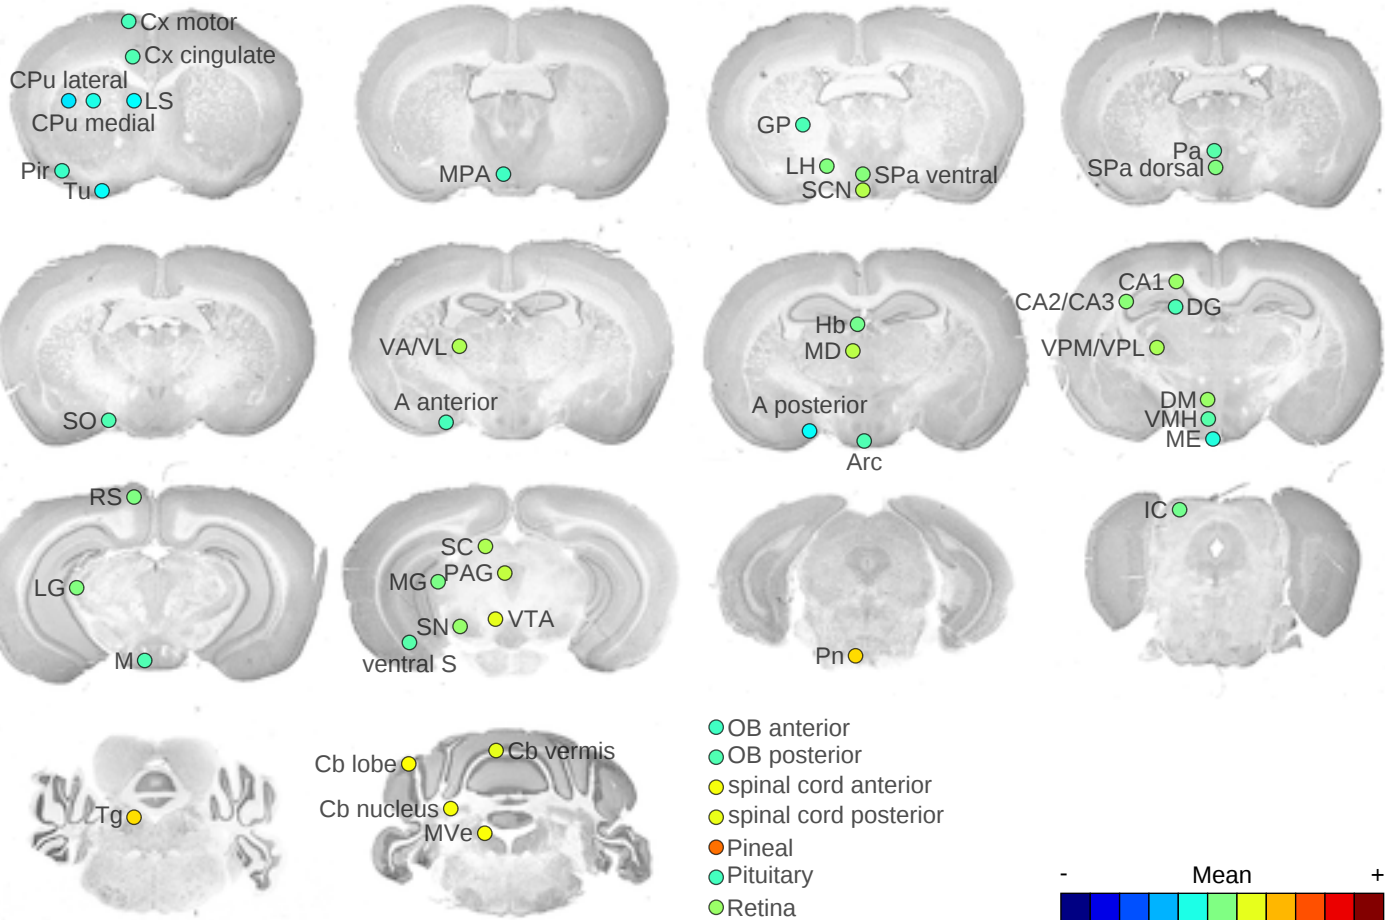 Cx motor
Cx cingulate
CPu lateral
LS
CPu medial
Pir
Tu
MPA
GP
LH
SPa ventral
SCN
Pa
SPa dorsal
SO
VA/VL
A anterior
Hb
MD
A posterior
Arc
CA1
CA2/CA3
DG
VPM/VPL
DM
VMH
ME
RS
LG
M
SC
PAG
MG
VTA
SN
ventral S
Pn
IC
Tg
Cb lobe
Cb vermis
Cb nucleus
MVe
OB anterior
OB posterior
spinal cord anterior
spinal cord posterior
Pineal
Pituitary
Retina
- Mean +